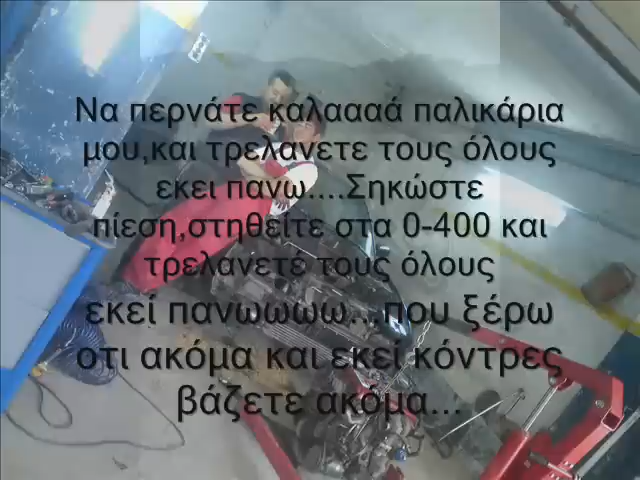 Να περνάτε καλαααά παλικάρια
μου,και τρελανετε τους όλους
εκει πανω....Σηκώστε
πίεση,στηθείτε στα 0-400 και
τρελανετέ τους όλους
εκεί πανωωωω...που ξέρω
οτι ακόμα και εκεί κόντρες
βάζετε ακόμα...